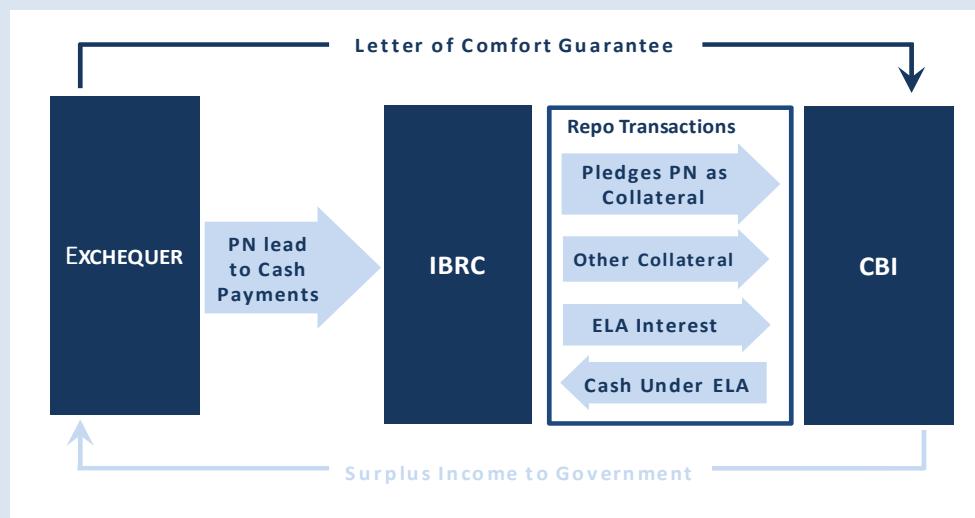 Letter of Comfort Guarantee
EXCHEQUER
PN lead
to Cash
Payments
IBRC
Repo Transactions
Pledges PN as
Collateral
Other Collateral
ELA Interest
Cash Under ELA
CBI
Surplus Income to Government